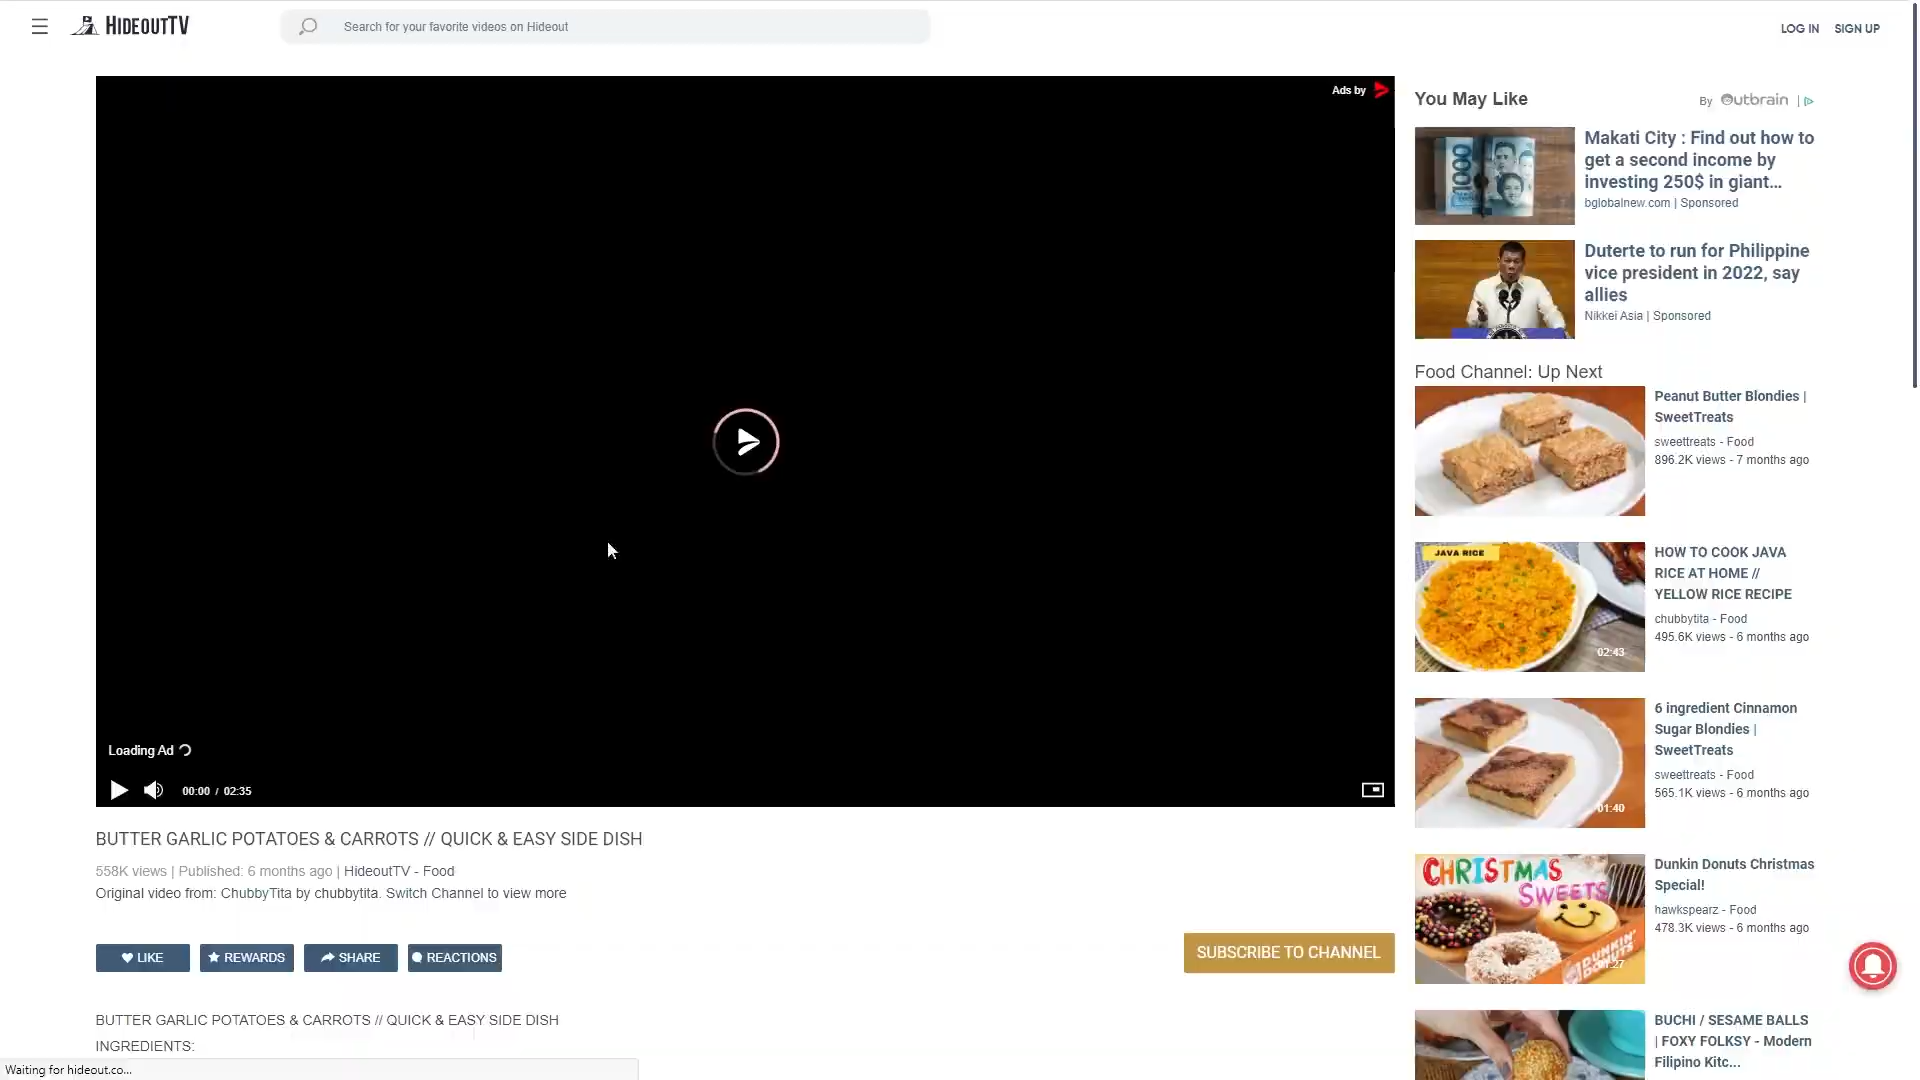 HIDEOUTTV
Search for your favorite videos on Hideout
LOG IN
SIGN UP
Ads by
Loading Ad
00:00 / 02:35
BUTTER GARLIC POTATOES & CARROTS // QUICK & EASY SIDE DISH
558K views | Published: 6 months ago | HideoutTV - Food
Original video from: ChubbyTita by chubbytita. Switch Channel to view more
LIKE
REWARDS
SHARE
REACTIONS
SUBSCRIBE TO CHANNEL
BUTTER GARLIC POTATOES & CARROTS // QUICK & EASY SIDE DISH
INGREDIENTS:
Waiting for hideout.co...
You May Like
By Outbrain |
1000
Makati City : Find out how to
get a second income by
investing 250$ in giant...
bglobalnew.com | Sponsored
Duterte to run for Philippine
vice president in 2022, say
allies
Nikkei Asia | Sponsored
Food Channel: Up Next
Peanut Butter Blondies |
SweetTreats
sweettreats - Food
896.2K views - 7 months ago
JAVA RICE
02:43
HOW TO COOK JAVA
RICE AT HOME //
YELLOW RICE RECIPE
chubbytita - Food
495.6K views - 6 months ago
01:40
6 ingredient Cinnamon
Sugar Blondies |
SweetTreats
sweettreats - Food
565.1K views - 6 months ago
CHRISTMAS
SWEETS
DUNKIN'
Dunkin Donuts Christmas
Special!
hawkspearz - Food
478.3K views - 6 months ago
BUCHI / SESAME BALLS
| FOXY FOLKSY - Modern
Filipino Kitc...